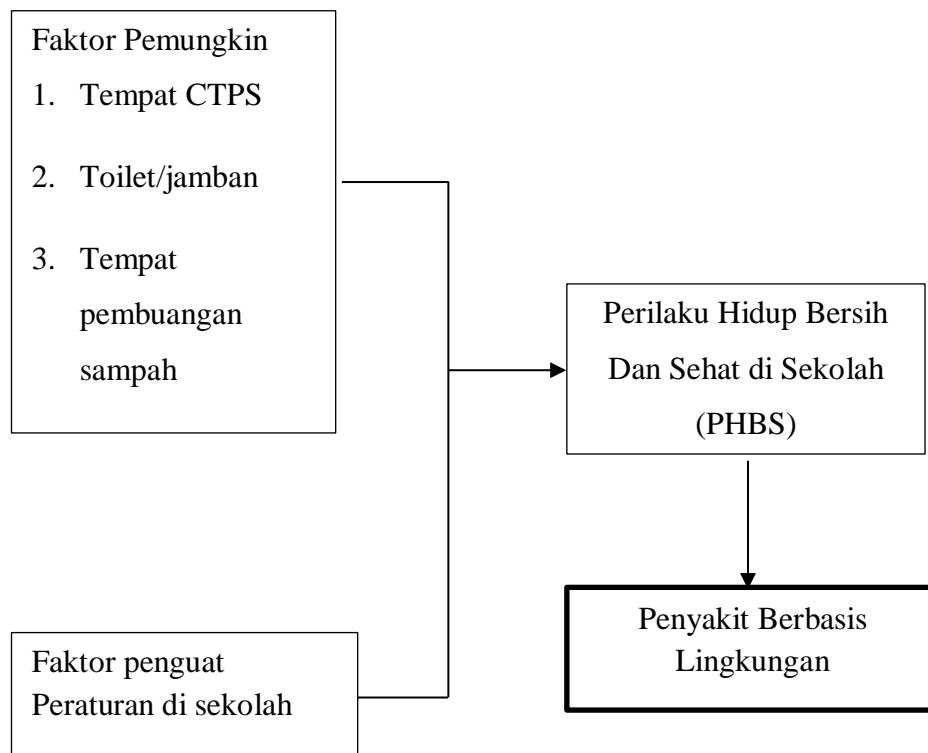 Faktor Pemungkin
1. Tempat CTPS
2. Toilet/jamban
3. Tempat
pembuangan
sampah
Perilaku Hidup Bersih
Dan Sehat di Sekolah
(PHBS)
Penyakit Berbasis
Lingkungan
Faktor penguat
Peraturan di sekolah